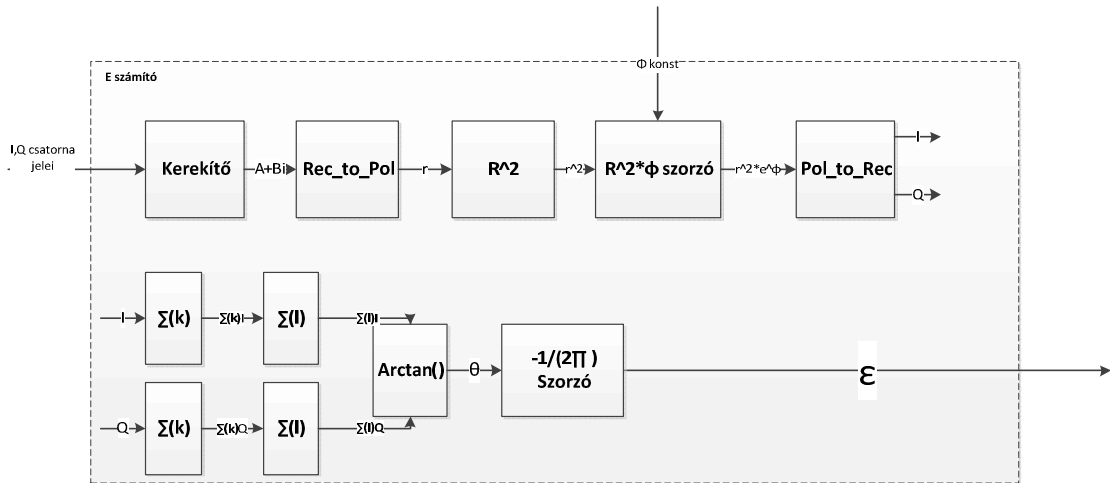 Φ konst
E számító
I,Q csatorna
jelei
Kerekítő
A+Bi
Rec_to_Pol
r
R^2
r^2
R^2*ϕ szorzó
r^2*e^ϕ
Pol_to_Rec
I
Q
I
∑(k)
∑(k)I
∑(l)
∑(l)I
Arctan()
θ
-1/(2∏ )
Szorzó
ε
Q
∑(k)
∑(k)Q
∑(l)
∑(l)Q